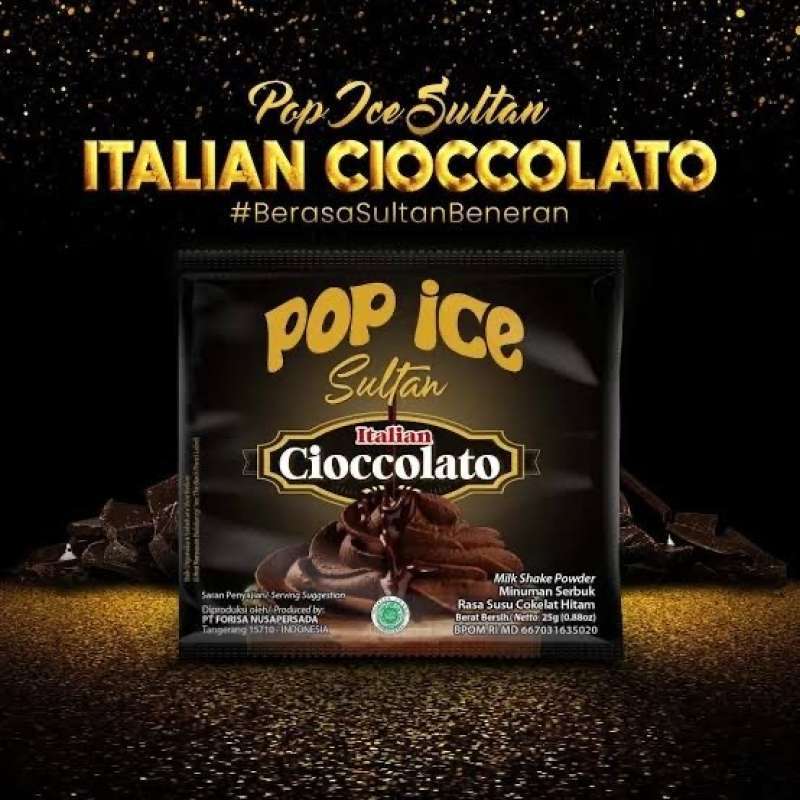 Pop Ice Sultan
ITALIAN CIOCCOLATO
#BerasaSultanBeneran
POP ICE
Sultan
Italian
Cioccolato
Saran Penyajian/ Serving Suggestion
Diproduksi oleh/ Produced by:
PT FORISA NUSAPERSADA
Tangerang 15710 - INDONESIA
Milk Shake Powder
Minuman Serbuk
Rasa Susu Cokelat Hitam
Berat Bersih./Netto: 25g (0.88oz)
BPOM RI MD 667031635020